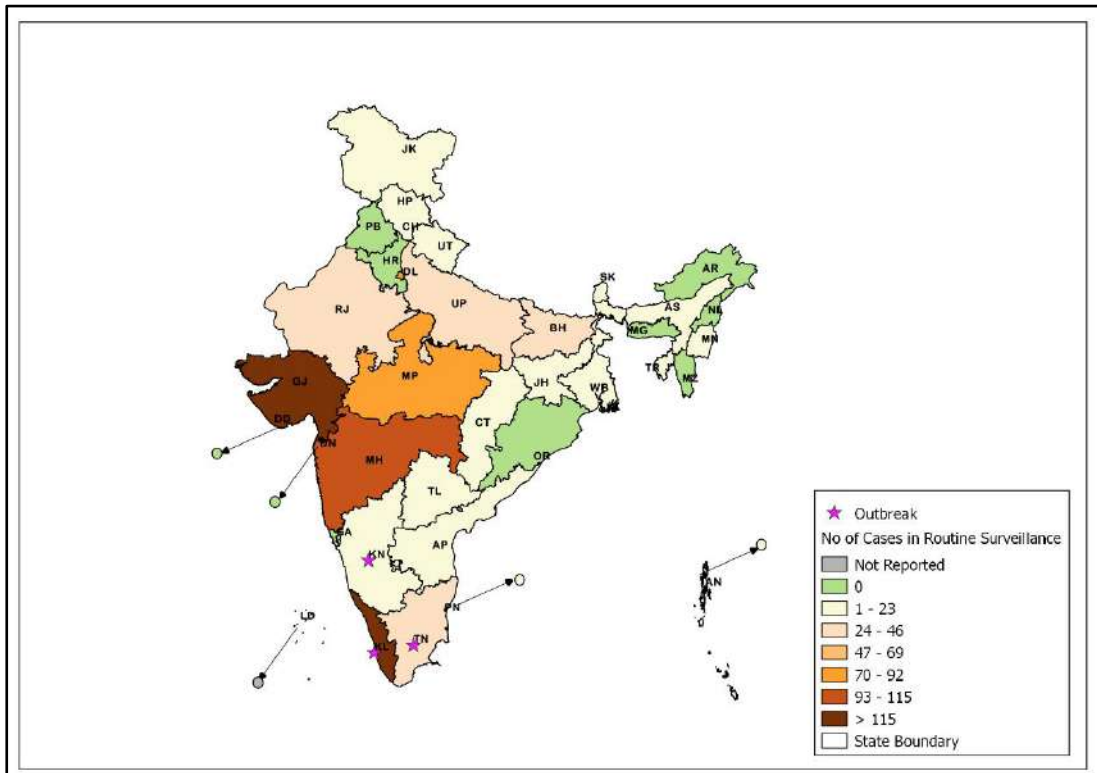 JK
HP
PB
CH
UT
HR
DL
SK
AR
RJ
UP
AS
NL
BH
MG
MN
GJ
MP
JH
TR
MZ
WB
DD
CT
DN
MH
OR
TL
GA
AP
KN
PN
AN
LD
TN
KL
Outbreak
No of Cases in Routine Surveillance
Not Reported
0
1 - 23
24 - 46
47 - 69
70 - 92
93 - 115
> 115
State Boundary